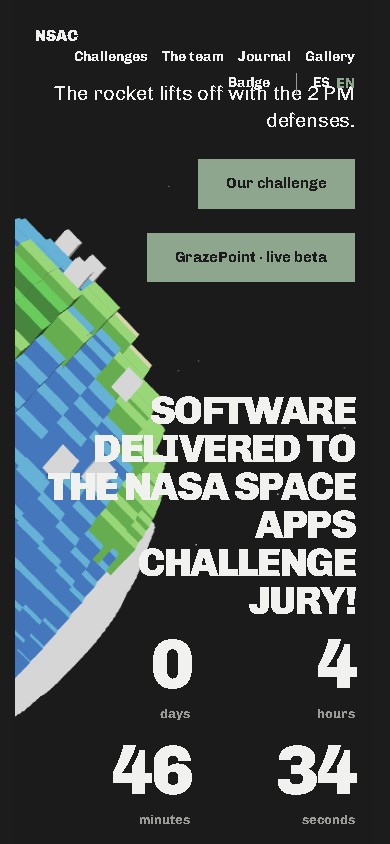 NSAC
Challenges The team Journal Gallery
Badge | ES EN
The rocket lifts off with the 2 PM
defenses.
Our challenge
GrazePoint · live beta
SOFTWARE
DELIVERED TO
THE NASA SPACE
APPS
CHALLENGE
JURY!
0 4
days hours
46 34
minutes seconds